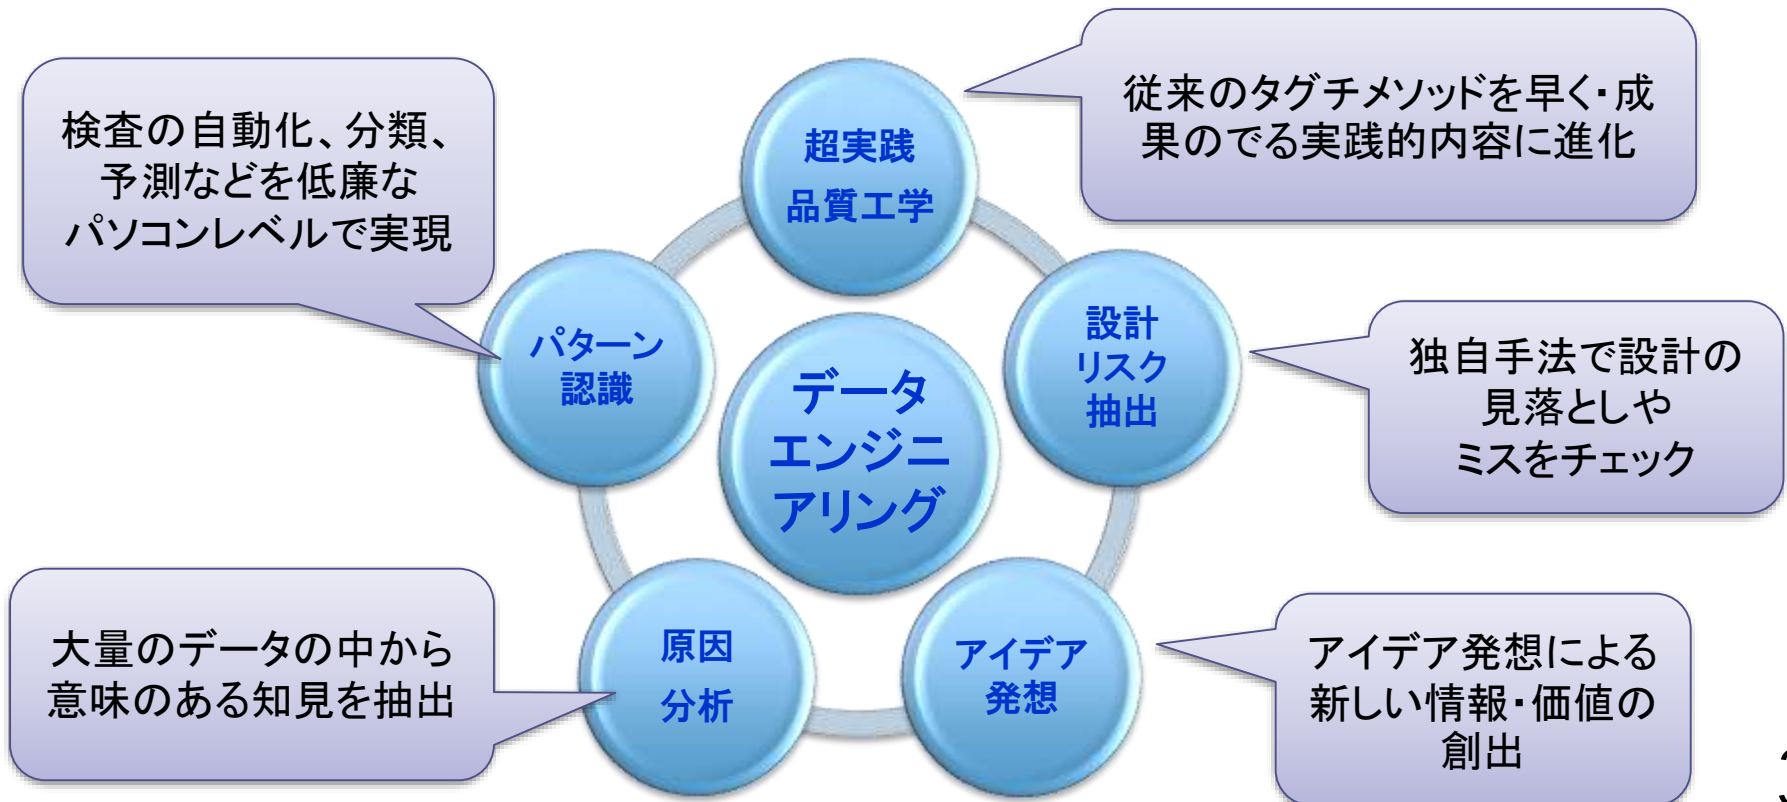 従来のタグチメソッドを早く・成
果のでる実践的内容に進化
検査の自動化、分類、
予測などを低廉な
パソコンレベルで実現
超実践
品質工学
パターン
認識
設計
リスク
抽出
独自手法で設計の
見落としや
ミスをチェック
データ
エンジニ
アリング
大量のデータの中から
意味のある知見を抽出
原因
分析
アイデア
発想
アイデア発想による
新しい情報・価値の
創出